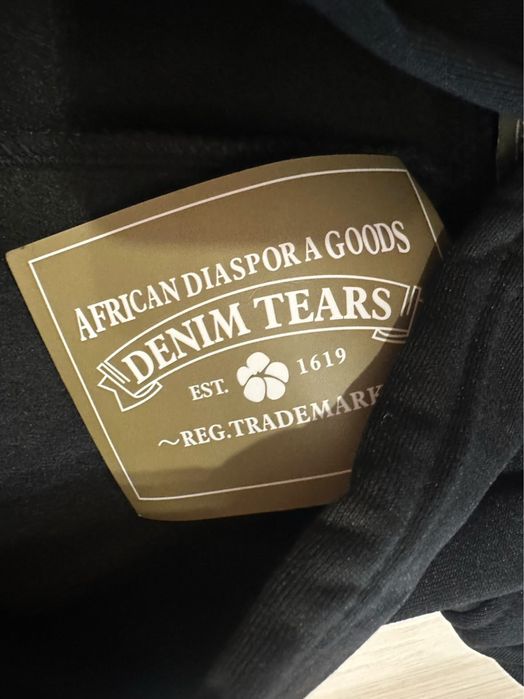 AFRICAN DIASPORA GOODS
DENIM TEARS
EST. 1619
~REG.TRADEMARK